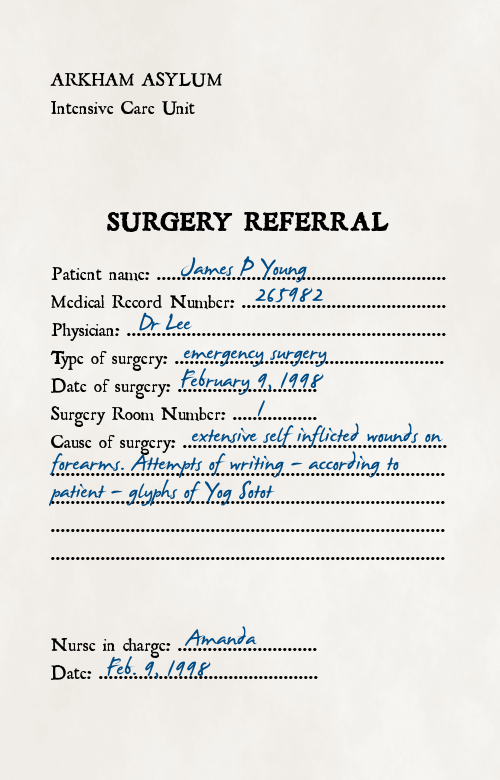 ARKHAM ASYLUM
Intensive Care Unit
SURGERY REFERRAL
Patient name: James P Young
Medical Record Number: 265982
Physician: Dr Lee
Type of surgery: emergency surgery
Date of surgery: February 9, 1998
Surgery Room Number: 1
Cause of surgery: extensive self inflicted wounds on
forearms. Attempts of writing – according to
patient – glyphs of Yog Sotot
Nurse in charge: Amanda
Date: Feb. 9, 1998